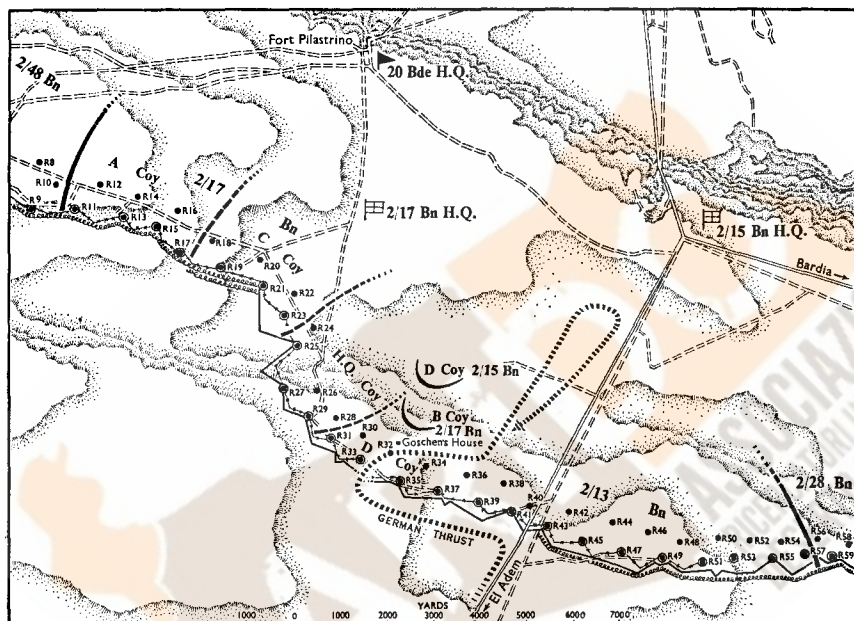 Fort Pilastrino
2/48 Bn
20 Bde H.Q.
A Coy
2/17 Bn
R8
R10
R12
R9
R14
R16
R11
R13
R15
R17
R18
2/17 Bn H.Q.
2/15 Bn H.Q.
C Coy
R19
R20
R21
R22
Bardia
R23
R24
R25
H.Q. Coy
D Coy 2/15 Bn
R27
R26
B Coy
2/17 Bn
R29
R28
R31
R30
Goschen's House
R33
D Coy
R32
R34
R35
R36
R37
R38
R39
R40
R41
2/13 Bn
2/28 Bn
R42
R43
R44
R45
R46
R47
R48
R49
R50
R51
R52
R53
R54
R55
R56
R57
R58
R59
GERMAN THRUST
El Adem
YARDS
1000 0 1000 2000 3000 4000 5000 6000 7000
ASSOCIAZ